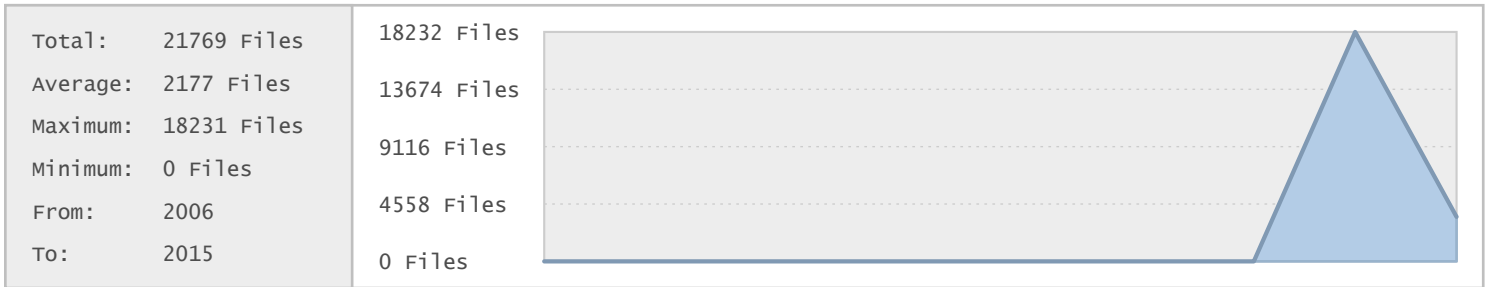 Total: 21769 Files
Average: 2177 Files
Maximum: 18231 Files
Minimum: 0 Files
From: 2006
To: 2015
18232 Files
13674 Files
9116 Files
4558 Files
0 Files